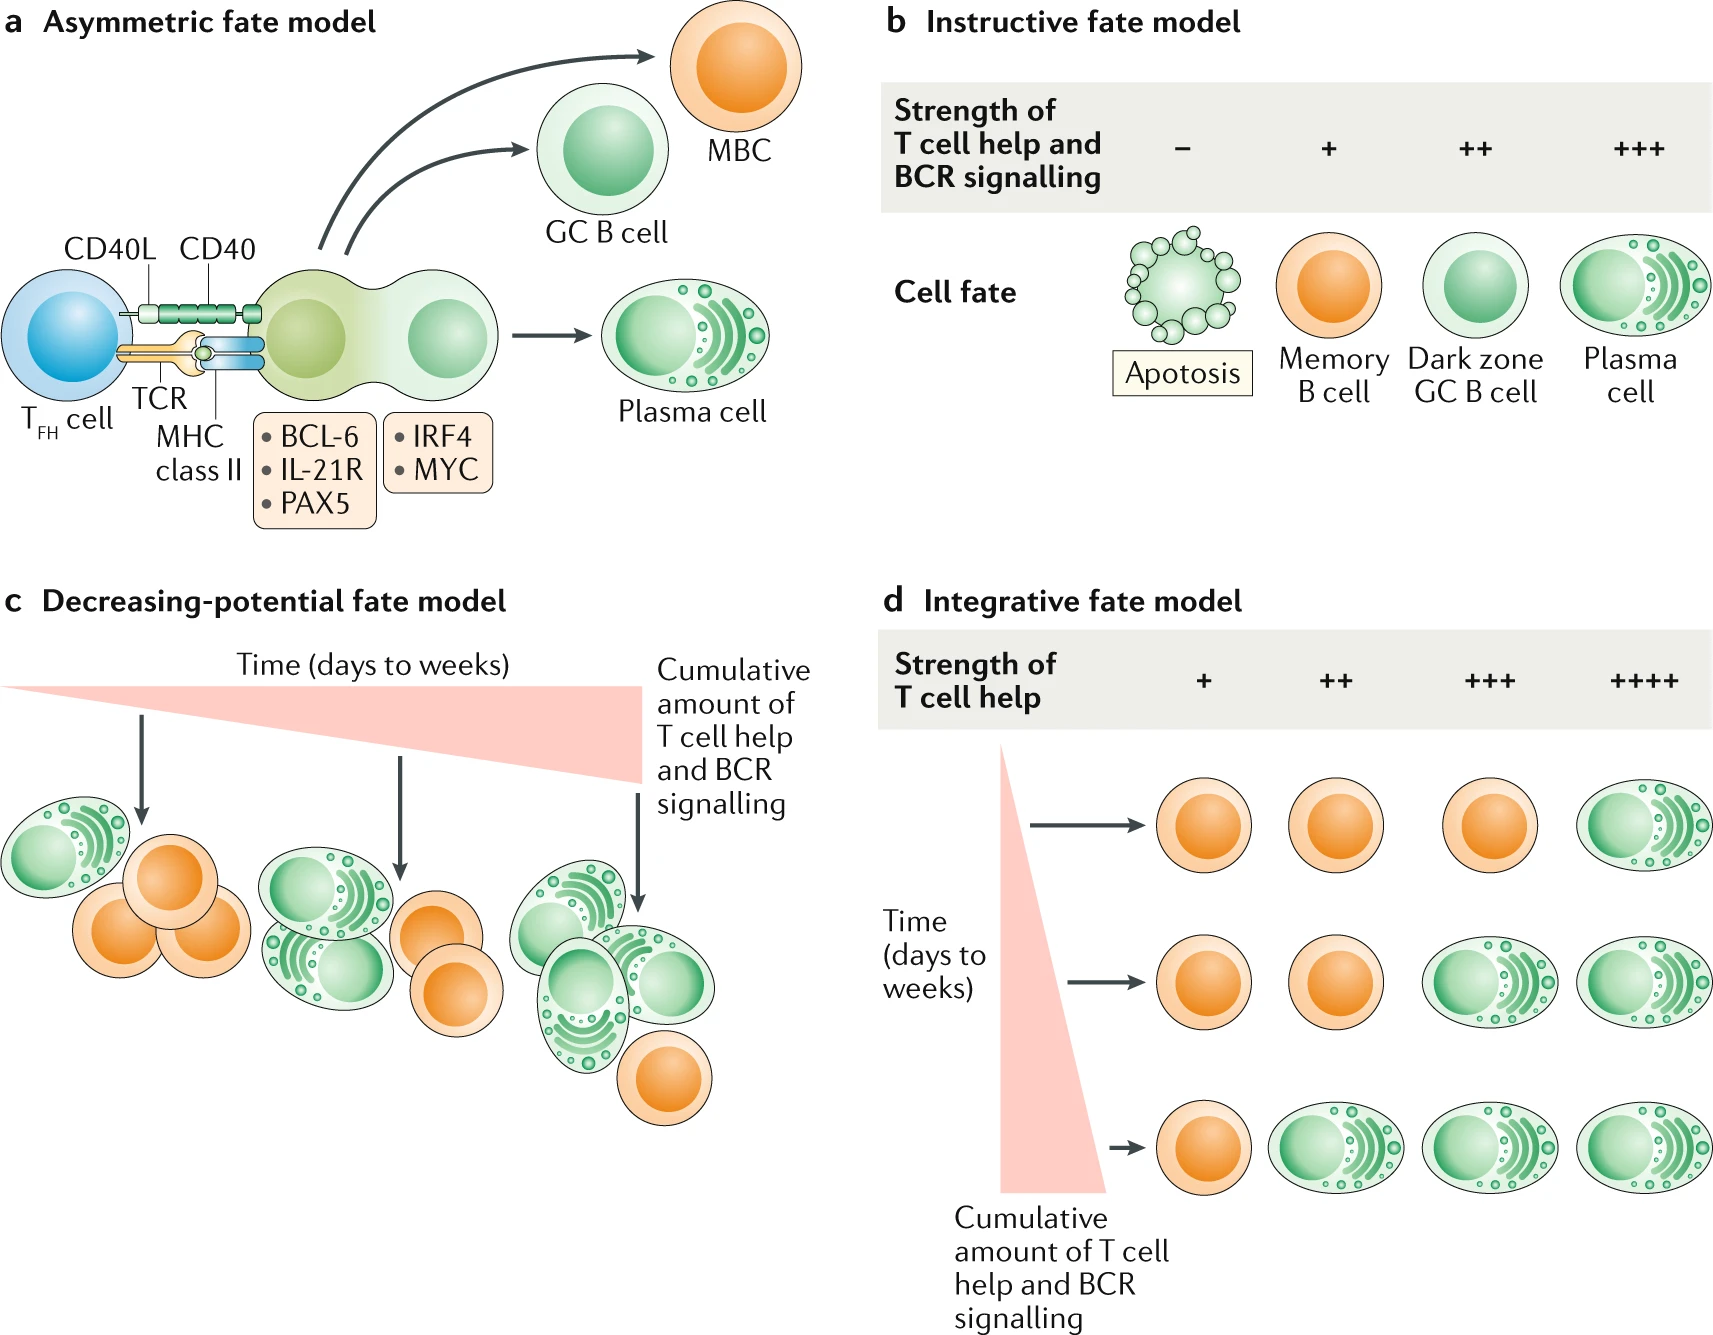 a Asymmetric fate model
MBC
GC B cell
CD40L CD40
TFH cell
TCR
MHC
class II
• BCL-6
• IL-21R
• PAX5
• IRF4
• MYC
Plasma cell
b Instructive fate model
Strength of
T cell help and
BCR signalling
– + ++ +++
Cell fate
Apotosis
Memory
B cell
Dark zone
GC B cell
Plasma
cell
c Decreasing-potential fate model
Time (days to weeks)
Cumulative
amount of
T cell help
and BCR
signalling
d Integrative fate model
Strength of
T cell help
+ ++ +++ ++++
Time
(days to
weeks)
Cumulative
amount of T cell
help and BCR
signalling